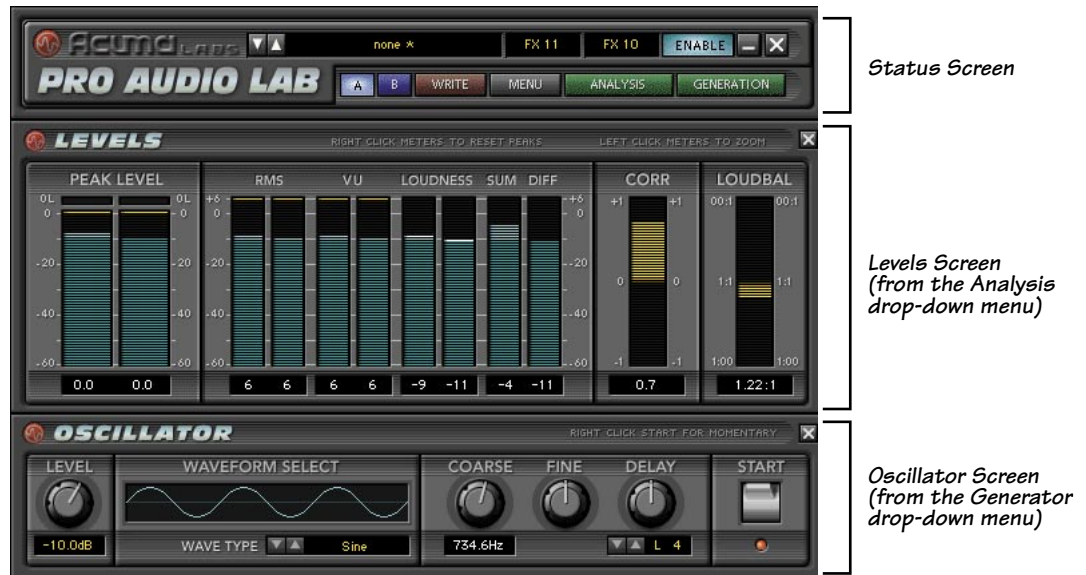 Acuma LABS
none *
FX 11
FX 10
ENABLE
PRO AUDIO LAB
A
B
WRITE
MENU
ANALYSIS
GENERATION
Status Screen
LEVELS
RIGHT CLICK METERS TO RESET PEAKS
LEFT CLICK METERS TO ZOOM
PEAK LEVEL
RMS
VU
LOUDNESS
SUM
DIFF
CORR
LOUDBAL
OL OL +6 +6 +1 +1 00:1 00:1
0 0 0 0
-20 -20 -20 -20 0 0 1:1 1:1
-40 -40 -40 -40
-60 -60 -60 -60 -1 -1 1:00 1:00
0.0 0.0 6 6 6 6 -9 -11 -4 -11 0.7 1.22:1
Levels Screen
(from the Analysis
drop-down menu)
OSCILLATOR
RIGHT CLICK START FOR MOMENTARY
LEVEL
WAVEFORM SELECT
COARSE
FINE
DELAY
START
-10.0dB
WAVE TYPE
Sine
734.6Hz
L 4
Oscillator Screen
(from the Generator
drop-down menu)